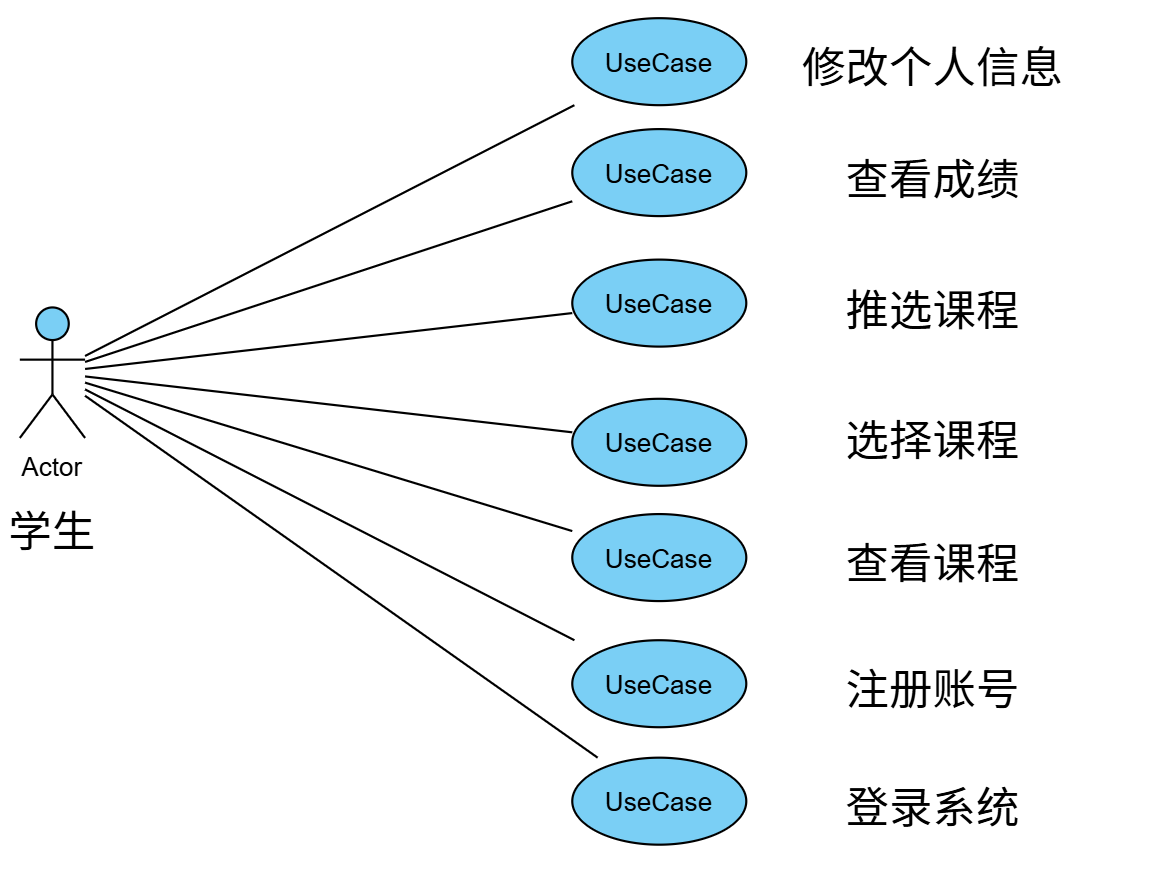 UseCase 修改个人信息
UseCase 查看成绩
UseCase 推选课程
UseCase 选择课程
Actor
学生
UseCase 查看课程
UseCase 注册账号
UseCase 登录系统